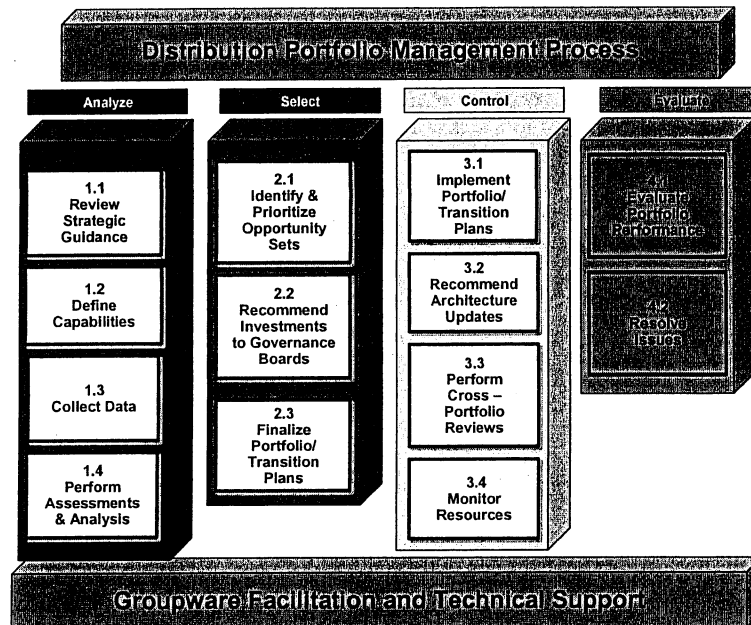 Distribution Portfolio Management Process
Analyze
1.1
Review
Strategic
Guidance
1.2
Define
Capabilities
1.3
Collect Data
1.4
Perform
Assessments
& Analysis
Select
2.1
Identify &
Prioritize
Opportunity
Sets
2.2
Recommend
Investments
to Governance
Boards
2.3
Finalize
Portfolio/
Transition
Plans
Control
3.1
Implement
Portfolio/
Transition
Plans
3.2
Recommend
Architecture
Updates
3.3
Perform
Cross –
Portfolio
Reviews
3.4
Monitor
Resources
Evaluate
4.1
Evaluate
Portfolio
Performance
4.2
Resolve
Issues
Groupware Facilitation and Technical Support